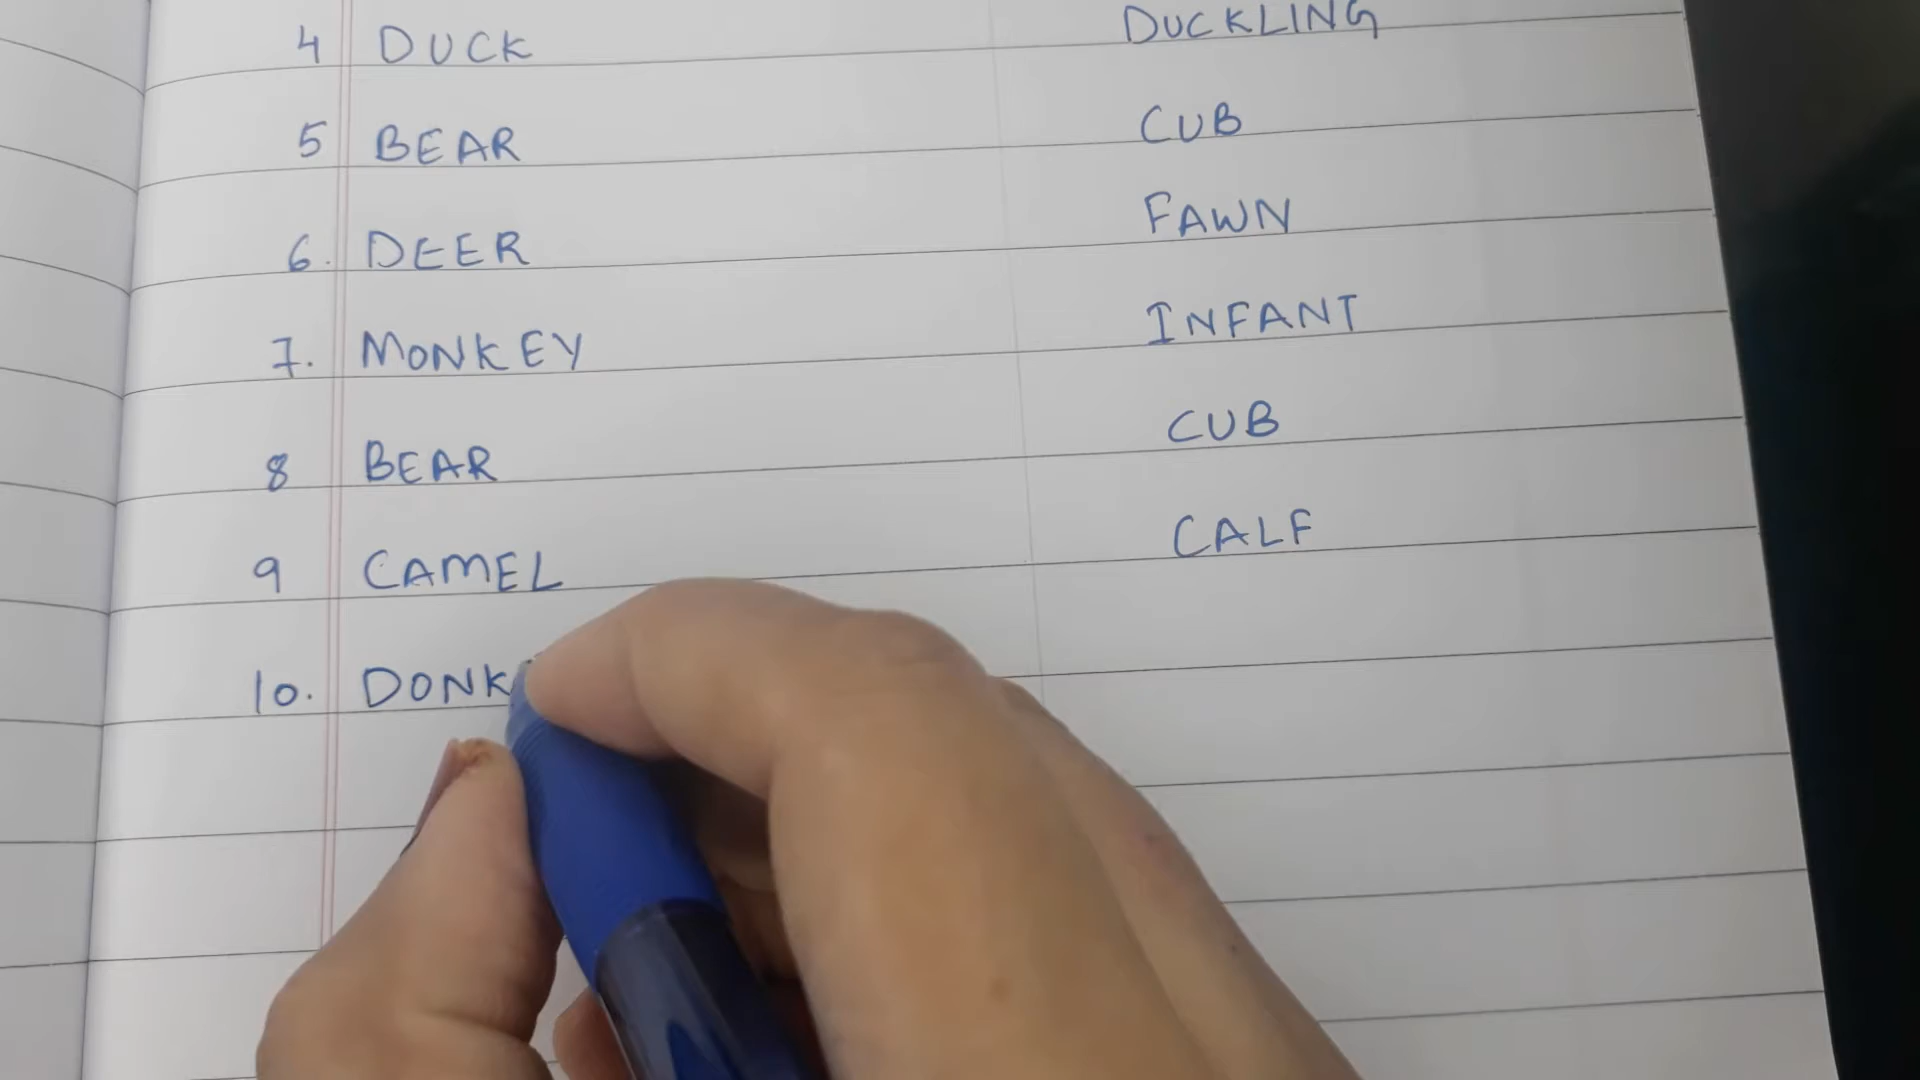 4 DUCK DUCKLING
5 BEAR CUB
6. DEER FAWN
7. MONKEY INFANT
8 BEAR CUB
9 CAMEL CALF
10. DONK